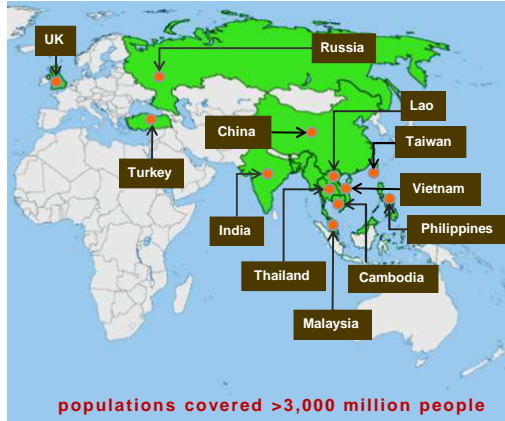 UK
Russia
Lao
China
Taiwan
Turkey
Vietnam
India
Philippines
Thailand
Cambodia
Malaysia
populations covered >3,000 million people